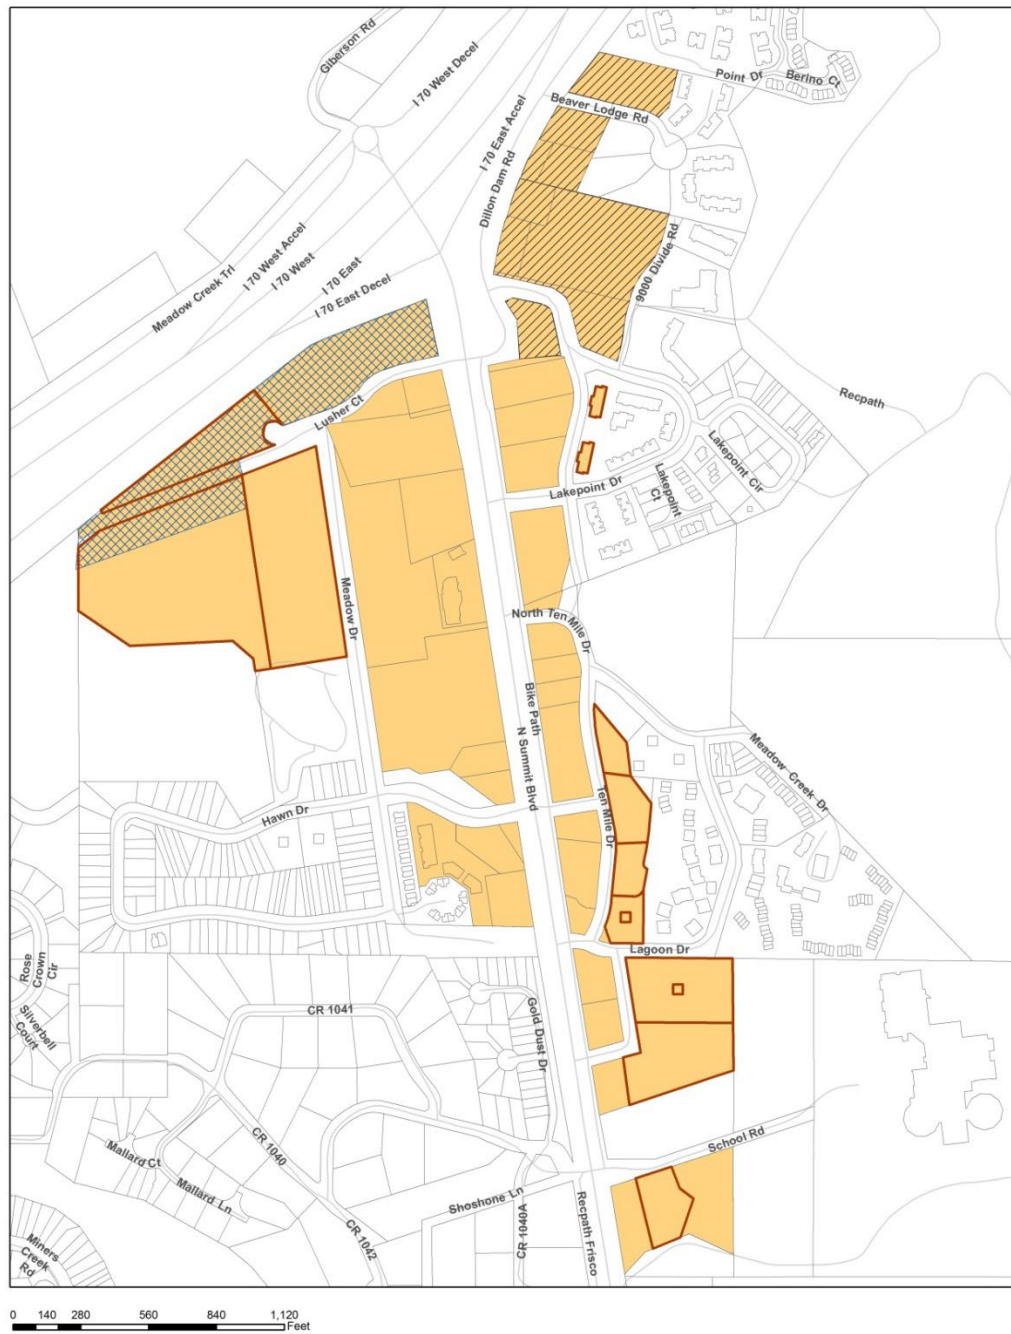 Giberson Rd
I 70 West Decel
I 70 East Accel
Point Dr
Berino Ct
Beaver Lodge Rd
Dillon Dam Rd
9000 Divide Rd
I 70 West Accel
I 70 West
I 70 East
I 70 East Decel
Meadow Creek Trl
Recpath
Lusher Ct
Lakepoint Cir
Lakepoint Dr
Lakepoint
Ct
Meadow Dr
North Ten Mile Dr
Bike Path
N Summit Blvd
Meadow Creek Dr
Ten Mile Dr
Hawn Dr
Lagoon Dr
Rose
Crown
Cir
Silverbell
Court
CR 1041
Gold Dust Dr
CR 1040
School Rd
Mallard Ct
Mallard Ln
Shoshone Ln
CR 1040A
Recpath Frisco
CR 1042
Miners
Creek
Rd
0 140 280 560 840 1,120
Feet